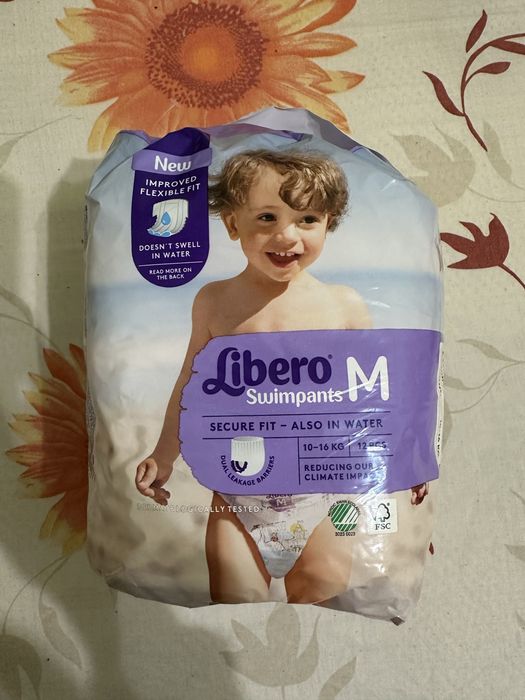 New
IMPROVED
FLEXIBLE FIT
DOESN'T SWELL
IN WATER
READ MORE ON
THE BACK
Libero
Swimpants M
SECURE FIT – ALSO IN WATER
DUAL LEAKAGE BARRIERS
10–16 KG 12 PCS
REDUCING OUR
CLIMATE IMPACT
DERMATOLOGICALLY TESTED
M
FSC